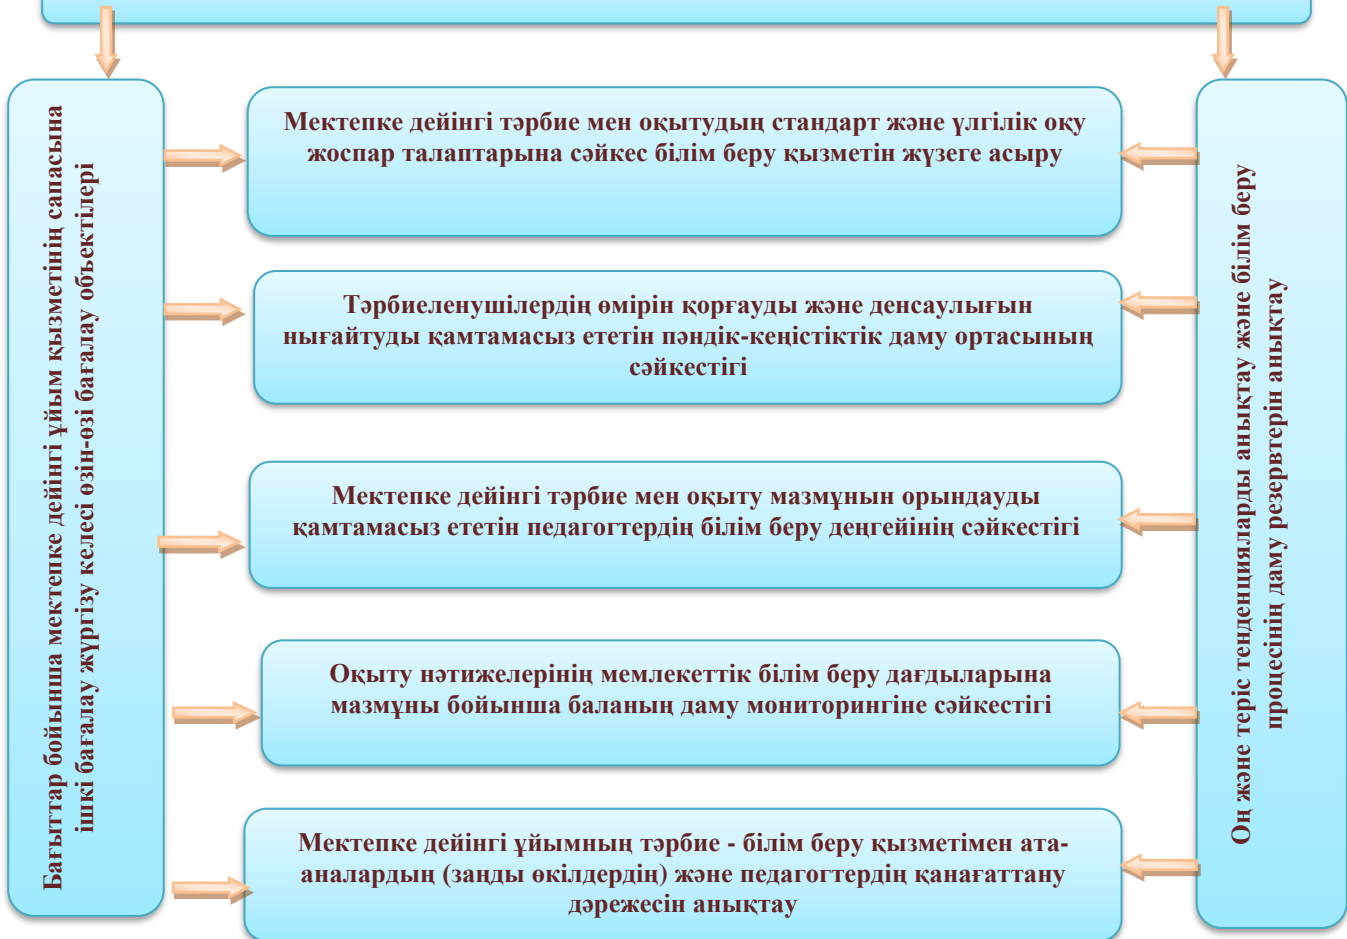 Бағыттар бойынша мектепке дейінгі ұйым қызметінің сапасына
ішкі бағалау жүргізу келесі өзін-өзі бағалау объектілері
Мектепке дейінгі тәрбие мен оқытудың стандарт және үлгілік оқу
жоспар талаптарына сәйкес білім беру қызметін жүзеге асыру
Тәрбиеленушілердің өмірін қорғауды және денсаулығын
нығайтуды қамтамасыз ететін пәндік-кеңістіктік даму ортасының
сәйкестігі
Мектепке дейінгі тәрбие мен оқыту мазмұнын орындауды
қамтамасыз ететін педагогтердің білім беру деңгейінің сәйкестігі
Оқыту нәтижелерінің мемлекеттік білім беру дағдыларына
мазмұны бойынша баланың даму мониторингіне сәйкестігі
Мектепке дейінгі ұйымның тәрбие - білім беру қызметімен ата-
аналардың (заңды өкілдердің) және педагогтердің қанағаттану
дәрежесін анықтау
Оң және теріс тенденцияларды анықтау және білім беру
процесінің даму резервтерін анықтау